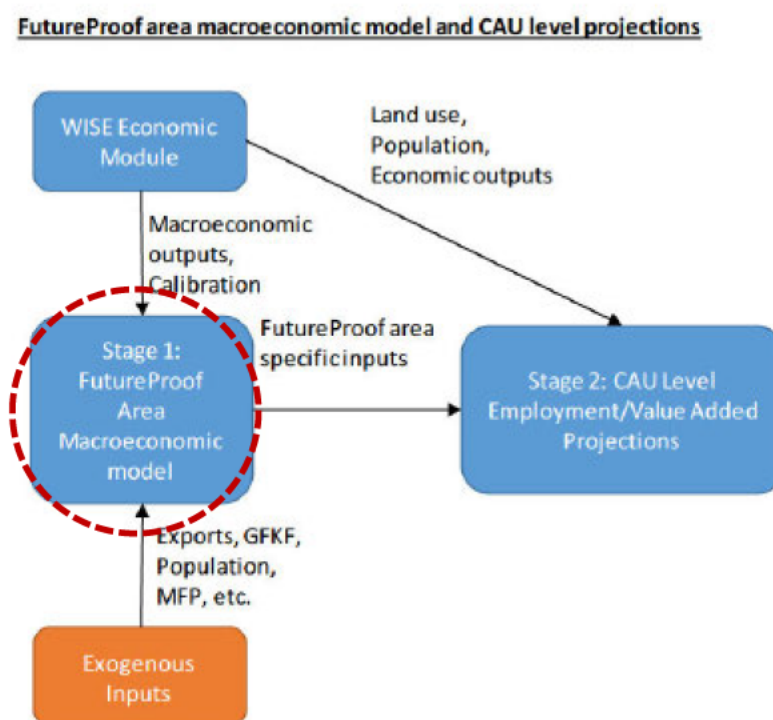 FutureProof area macroeconomic model and CAU level projections
WISE Economic
Module
Land use,
Population,
Economic outputs
Macroeconomic
outputs,
Calibration
Stage 1:
FutureProof
Area
Macroeconomic
model
FutureProof area
specific inputs
Stage 2: CAU Level
Employment/Value Added
Projections
Exports, GFKF,
Population,
MFP, etc.
Exogenous
Inputs